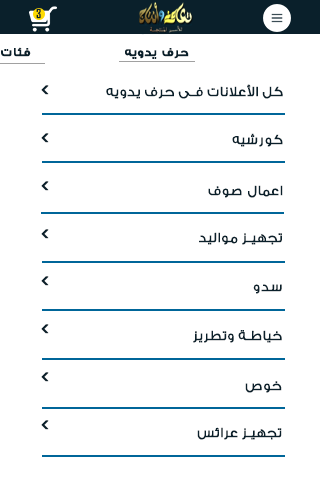 3
حرف يدويه
فئات
كل الأعلانات فى حرف يدويه
كورشيه
اعمال صوف
تجهيز مواليد
سدو
خياطة وتطريز
خوص
تجهيز عرائس